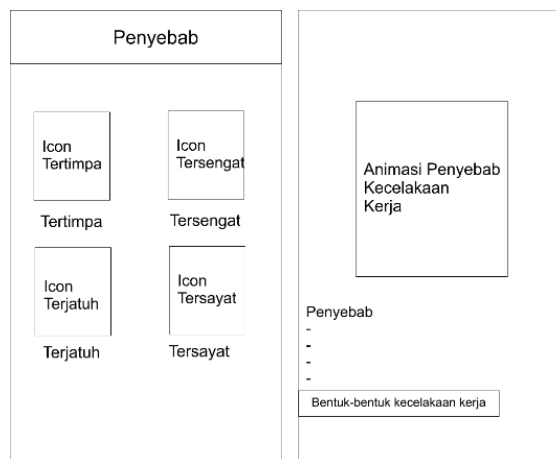 Penyebab
Icon
Tertimpa
Icon
Tersengat
Tertimpa
Tersengat
Icon
Terjatuh
Icon
Tersayat
Terjatuh
Tersayat
Animasi Penyebab
Kecelakaan
Kerja
Penyebab
-
-
-
-
Bentuk-bentuk kecelakaan kerja